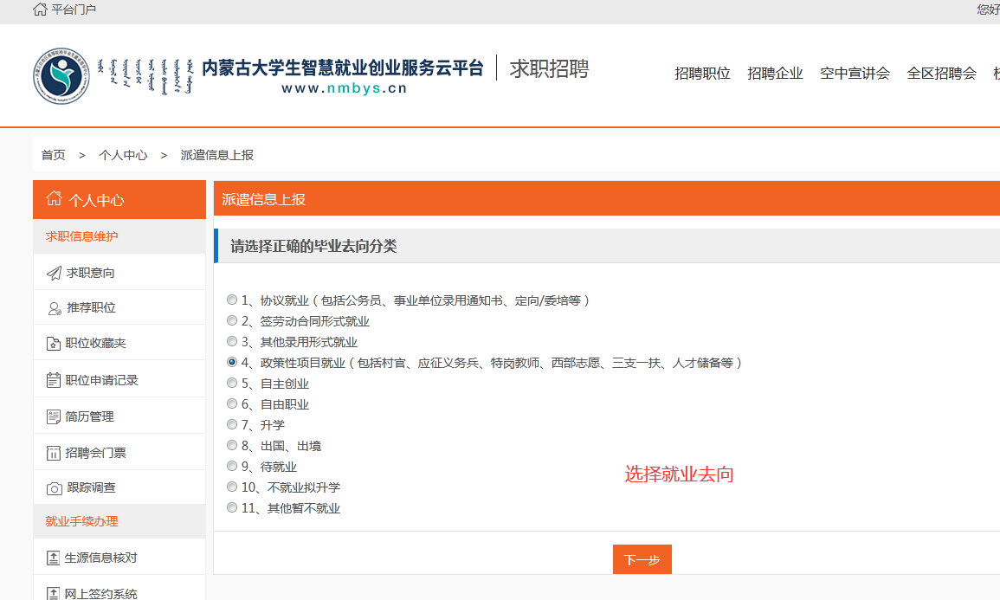 平台门户
您好
内蒙古大学生智慧就业创业服务云平台
www.nmbys.cn
求职招聘
招聘职位 招聘企业 空中宣讲会 全区招聘会
首页 > 个人中心 > 派遣信息上报
个人中心
求职信息维护
求职意向
推荐职位
职位收藏夹
职位申请记录
简历管理
招聘会门票
跟踪调查
就业手续办理
生源信息核对
网上签约系统
派遣信息上报
请选择正确的毕业去向分类
1、协议就业（包括公务员、事业单位录用通知书、定向/委培等）
2、签劳动合同形式就业
3、其他录用形式就业
4、政策性项目就业（包括村官、应征义务兵、特岗教师、西部志愿、三支一扶、人才储备等）
5、自主创业
6、自由职业
7、升学
8、出国、出境
9、待就业
10、不就业拟升学
11、其他暂不就业
选择就业去向
下一步